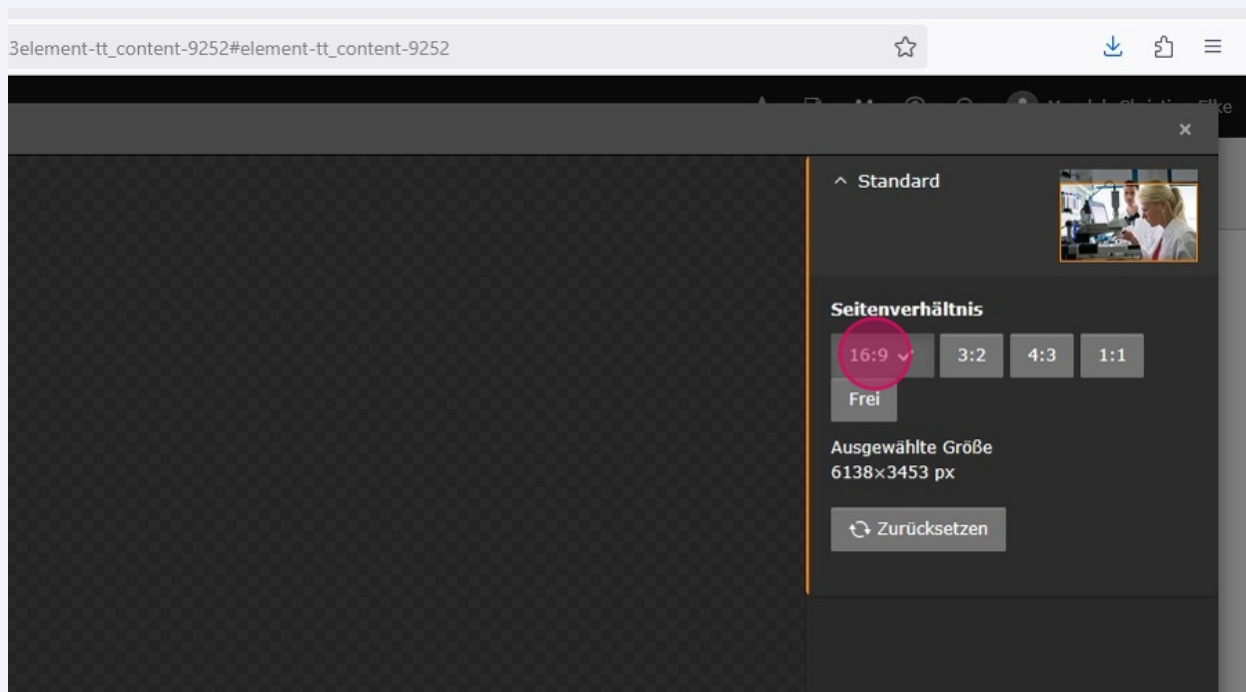 3element-tt_content-9252#element-tt_content-9252
Standard
Seitenverhältnis
16:9 3:2 4:3 1:1
Frei
Ausgewählte Größe
6138×3453 px
Zurücksetzen